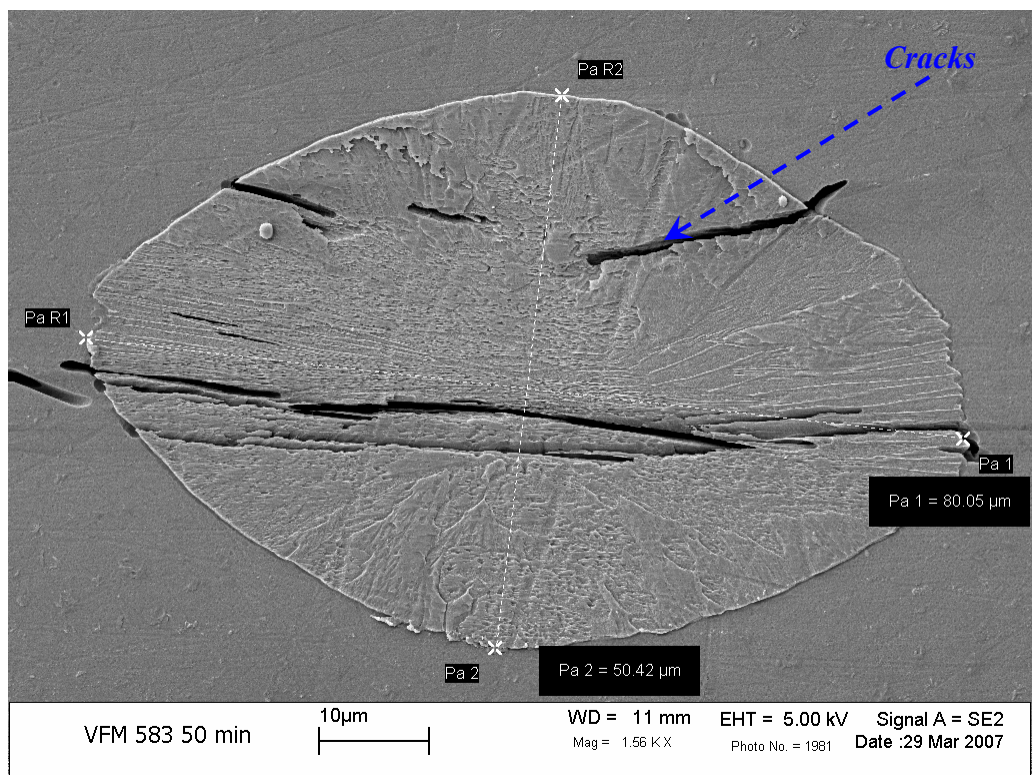 Cracks
Pa R2
Pa R1
Pa 1
Pa 1 = 80.05 µm
Pa 2
Pa 2 = 50.42 µm
VFM 583 50 min
10µm
WD = 11 mm
Mag = 1.56 K X
EHT = 5.00 kV
Photo No. = 1981
Signal A = SE2
Date :29 Mar 2007